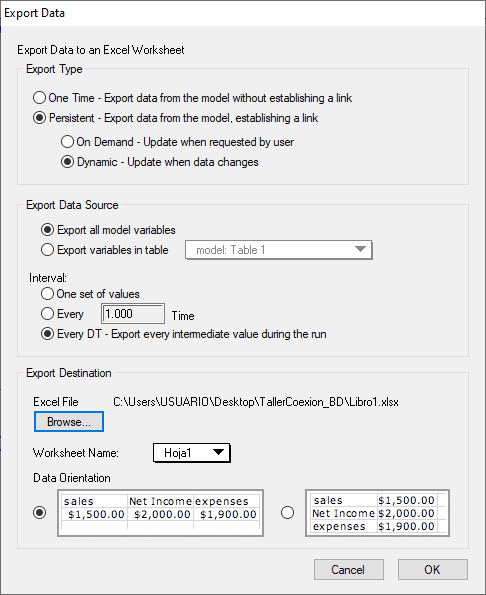 Export Data
Export Data to an Excel Worksheet
Export Type
One Time - Export data from the model without establishing a link
Persistent - Export data from the model, establishing a link
On Demand - Update when requested by user
Dynamic - Update when data changes
Export Data Source
Export all model variables
Export variables in table model: Table 1
Interval:
One set of values
Every 1.000 Time
Every DT - Export every intermediate value during the run
Export Destination
Excel File C:\Users\USUARIO\Desktop\TallerCoexion_BD\Libro1.xlsx
Browse...
Worksheet Name: Hoja1
Data Orientation
sales Net Income expenses
$1,500.00 $2,000.00 $1,900.00
sales $1,500.00
Net Income $2,000.00
expenses $1,900.00
Cancel OK